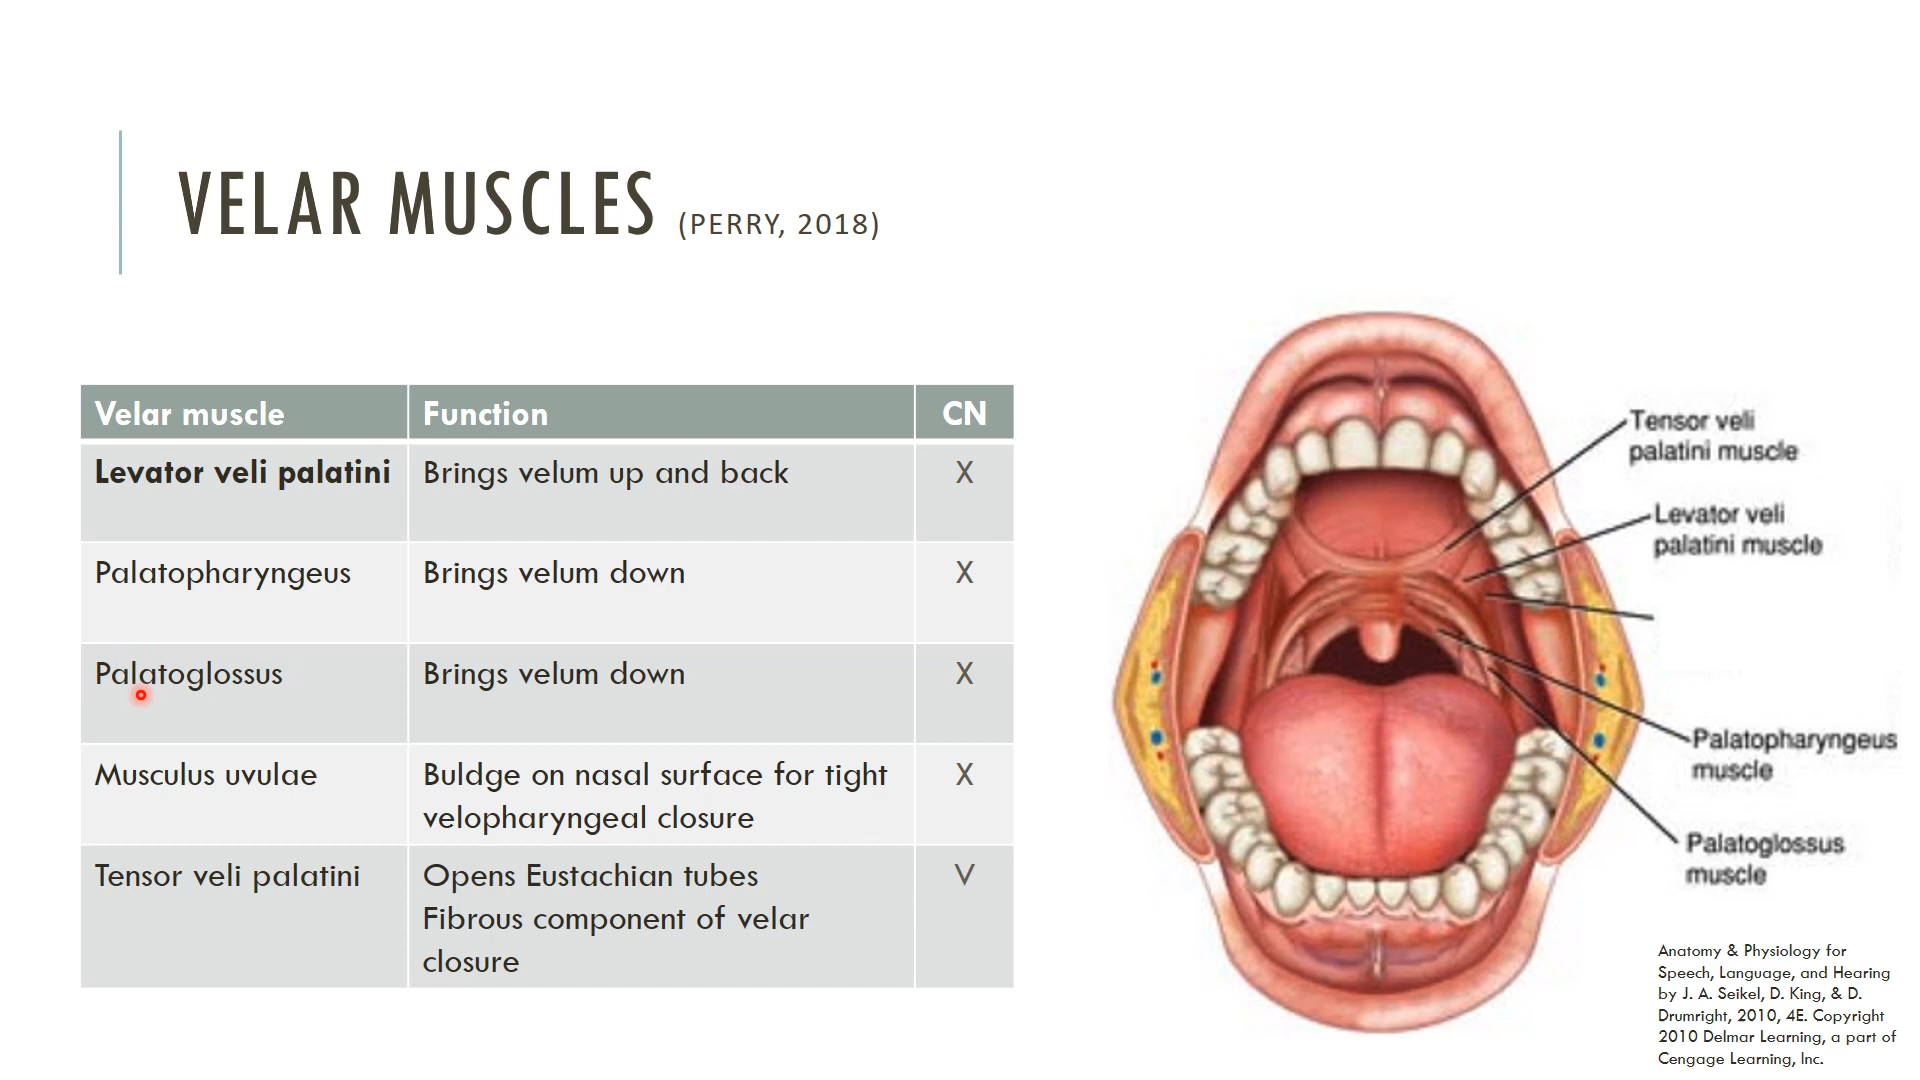 VELAR MUSCLES (PERRY, 2018)
Velar muscle Function CN
Levator veli palatini Brings velum up and back X
Palatopharyngeus Brings velum down X
Palatoglossus Brings velum down X
Musculus uvulae Buldge on nasal surface for tight X
velopharyngeal closure
Tensor veli palatini Opens Eustachian tubes V
Fibrous component of velar
closure
Tensor veli
palatini muscle
Levator veli
palatini muscle
Palatopharyngeus
muscle
Palatoglossus
muscle
Anatomy & Physiology for
Speech, Language, and Hearing
by J. A. Seikel, D. King, & D.
Drumright, 2010, 4E. Copyright
2010 Delmar Learning, a part of
Cengage Learning, Inc.